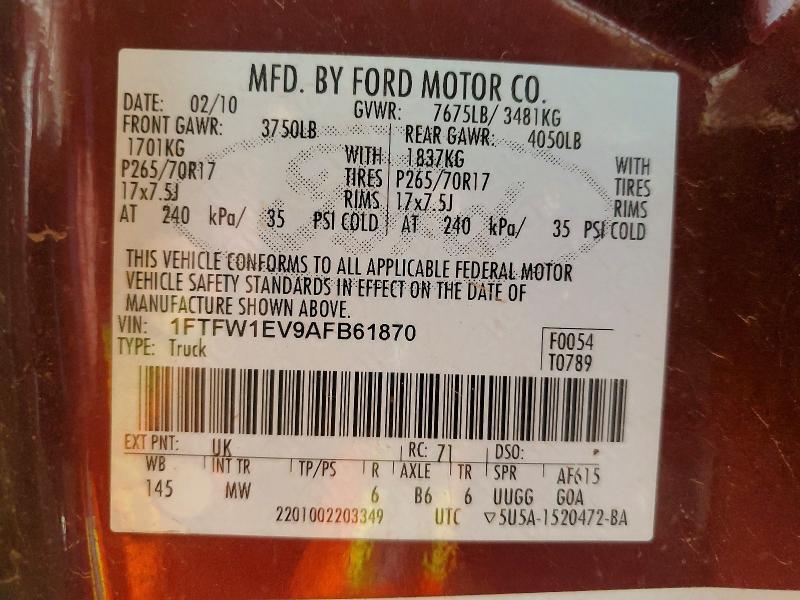 MFD. BY FORD MOTOR CO.
DATE: 02/10 GVWR: 7675LB/ 3481KG
FRONT GAWR: 3750LB REAR GAWR: 4050LB
1701KG WITH 1837KG WITH
P265/70R17 TIRES P265/70R17 TIRES
17x7.5J RIMS 17x7.5J RIMS
AT 240 kPa/ 35 PSI COLD AT 240 kPa/ 35 PSI COLD
THIS VEHICLE CONFORMS TO ALL APPLICABLE FEDERAL MOTOR
VEHICLE SAFETY STANDARDS IN EFFECT ON THE DATE OF
MANUFACTURE SHOWN ABOVE.
VIN: 1FTFW1EV9AFB61870
TYPE: Truck
F0054
T0789
EXT PNT: UK RC: 71 DSO:
WB INT TR TP/PS R AXLE TR SPR AF615
145 MW 6 B6 6 UUGG GOA
2201002203349 UTC ▽5U5A-1520472-BA